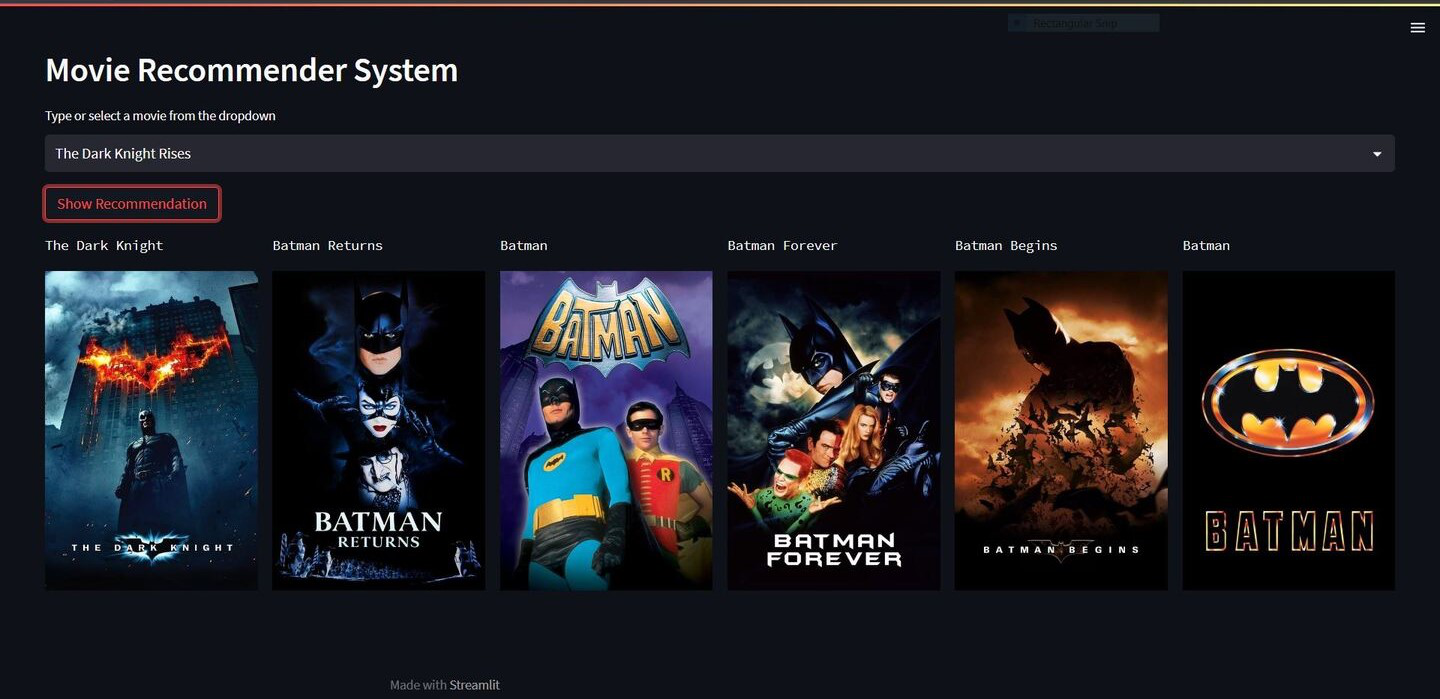 Rectangular Snip
Movie Recommender System
Type or select a movie from the dropdown
The Dark Knight Rises
Show Recommendation
The Dark Knight
Batman Returns
Batman
Batman Forever
Batman Begins
Batman
THE DARK KNIGHT
BATMAN
RETURNS
BATMAN
R
BATMAN
FOREVER
BATMAN BEGINS
BATMAN
Made with Streamlit